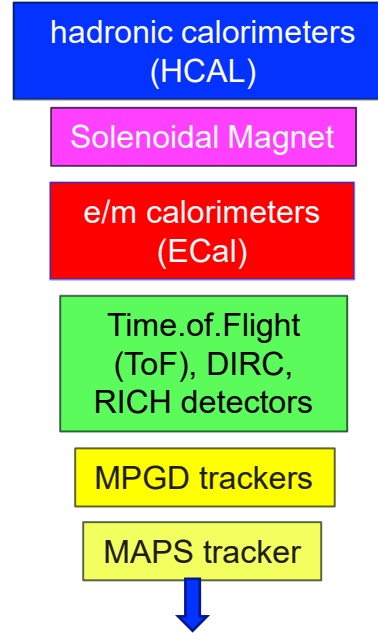 hadronic calorimeters
(HCAL)
Solenoidal Magnet
e/m calorimeters
(ECal)
Time.of.Flight
(ToF), DIRC,
RICH detectors
MPGD trackers
MAPS tracker